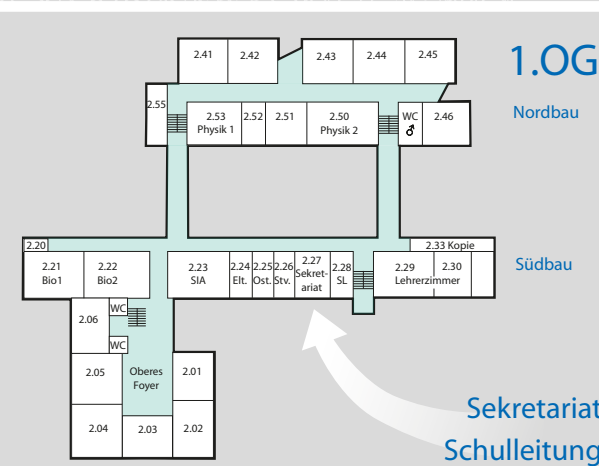 1.OG
Nordbau
2.41
2.42
2.43
2.44
2.45
2.55
2.53
Physik 1
2.52
2.51
2.50
Physik 2
WC
2.46
2.20
2.33 Kopie
Südbau
2.21
Bio1
2.22
Bio2
2.23
SIA
2.24
Elt.
2.25
Ost.
2.26
Stv.
2.27
Sekret-
ariat
2.28
SL
2.29
2.30
Lehrerzimmer
2.06
WC
WC
2.05
Oberes
Foyer
2.01
2.04
2.03
2.02
Sekretariat
Schulleitung